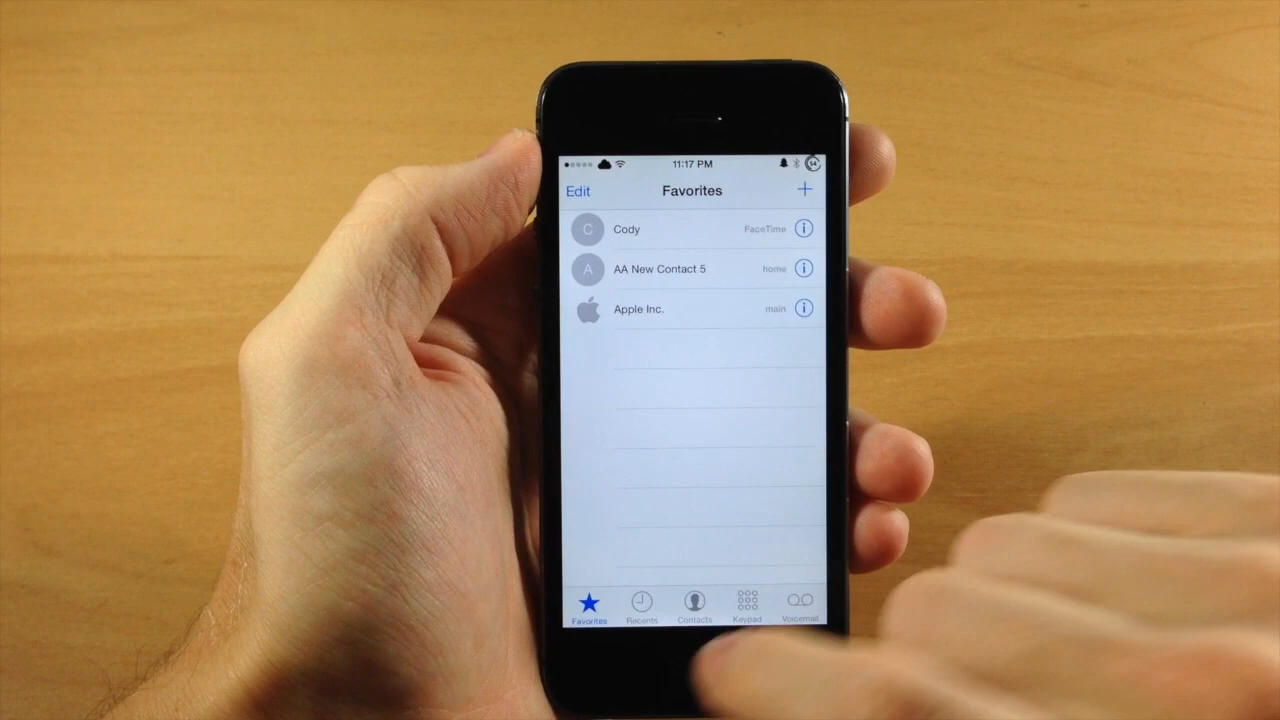 11:17 PM 54
Edit Favorites +
C Cody FaceTime i
A AA New Contact 5 home i
Apple Inc. main i
Favorites Recents Contacts Keypad Voicemail